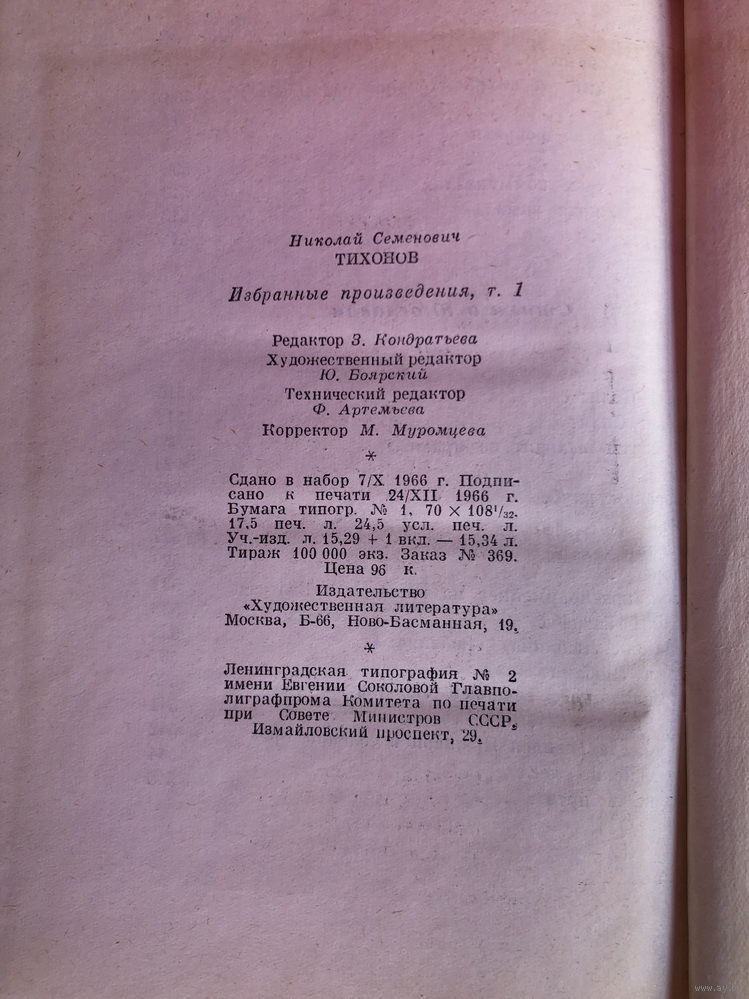 Николай Семенович
ТИХОНОВ
Избранные произведения, т. 1
Редактор З. Кондратьева
Художественный редактор
Ю. Боярский
Технический редактор
Ф. Артемьева
Корректор М. Муромцева
*
Сдано в набор 7/X 1966 г. Подпи-
сано к печати 24/XII 1966 г.
Бумага типогр. № 1, 70 × 108¹/₃₂.
17,5 печ. л. 24,5 усл. печ. л.
Уч.-изд. л. 15,29 + 1 вкл. — 15,34 л.
Тираж 100 000 экз. Заказ № 369.
Цена 96 к.
Издательство
«Художественная литература»
Москва, Б-66, Ново-Басманная, 19.
*
Ленинградская типография № 2
имени Евгении Соколовой Главпо-
лиграфпрома Комитета по печати
при Совете Министров СССР.
Измайловский проспект, 29.